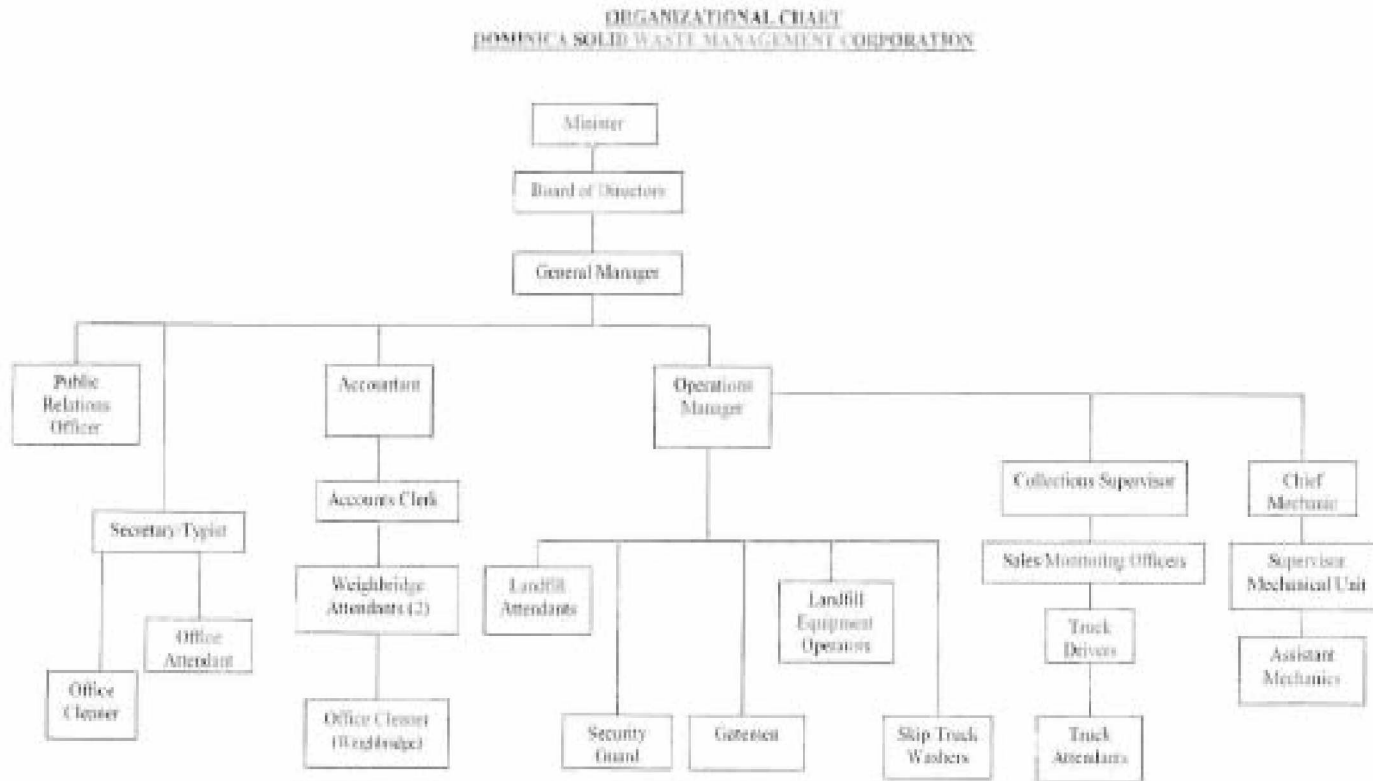 ORGANIZATIONAL CHART
DOMINICA SOLID WASTE MANAGEMENT CORPORATION
Minister
Board of Directors
General Manager
Public
Relations
Officer
Accountant
Operations
Manager
Collections Supervisor
Chief
Mechanic
Accounts Clerk
Secretary/Typist
Sales Monitoring Officers
Supervisor
Mechanical Unit
Weighbridge
Attendants (2)
Landfill
Attendants
Landfill
Equipment
Operators
Truck
Drivers
Office
Attendant
Assistant
Mechanics
Office
Cleaner
Office Cleaner
(Weighbridge)
Security
Guard
Gatemen
Skip Truck
Washers
Truck
Attendants